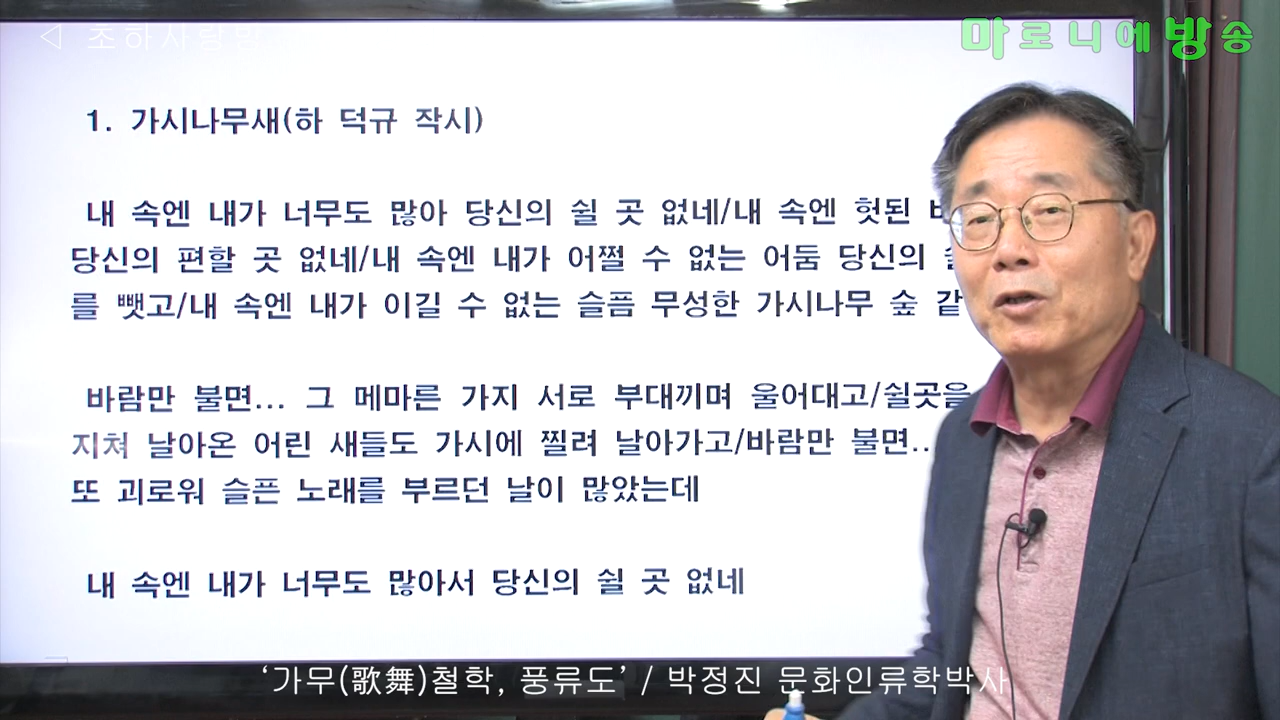 마로니에방송
1. 가시나무새(하 덕규 작시)
내 속엔 내가 너무도 많아 당신의 쉴 곳 없네/내 속엔 헛된
당신의 편할 곳 없네/내 속엔 내가 어쩔 수 없는 어둠 당신의
를 뺏고/내 속엔 내가 이길 수 없는 슬픔 무성한 가시나무 숲 같
바람만 불면... 그 메마른 가지 서로 부대끼며 울어대고/쉴곳을
지쳐 날아온 어린 새들도 가시에 찔려 날아가고/바람만 불면..
또 괴로워 슬픈 노래를 부르던 날이 많았는데
내 속엔 내가 너무도 많아서 당신의 쉴 곳 없네
‘가무(歌舞)철학, 풍류도’ / 박정진 문화인류학박사